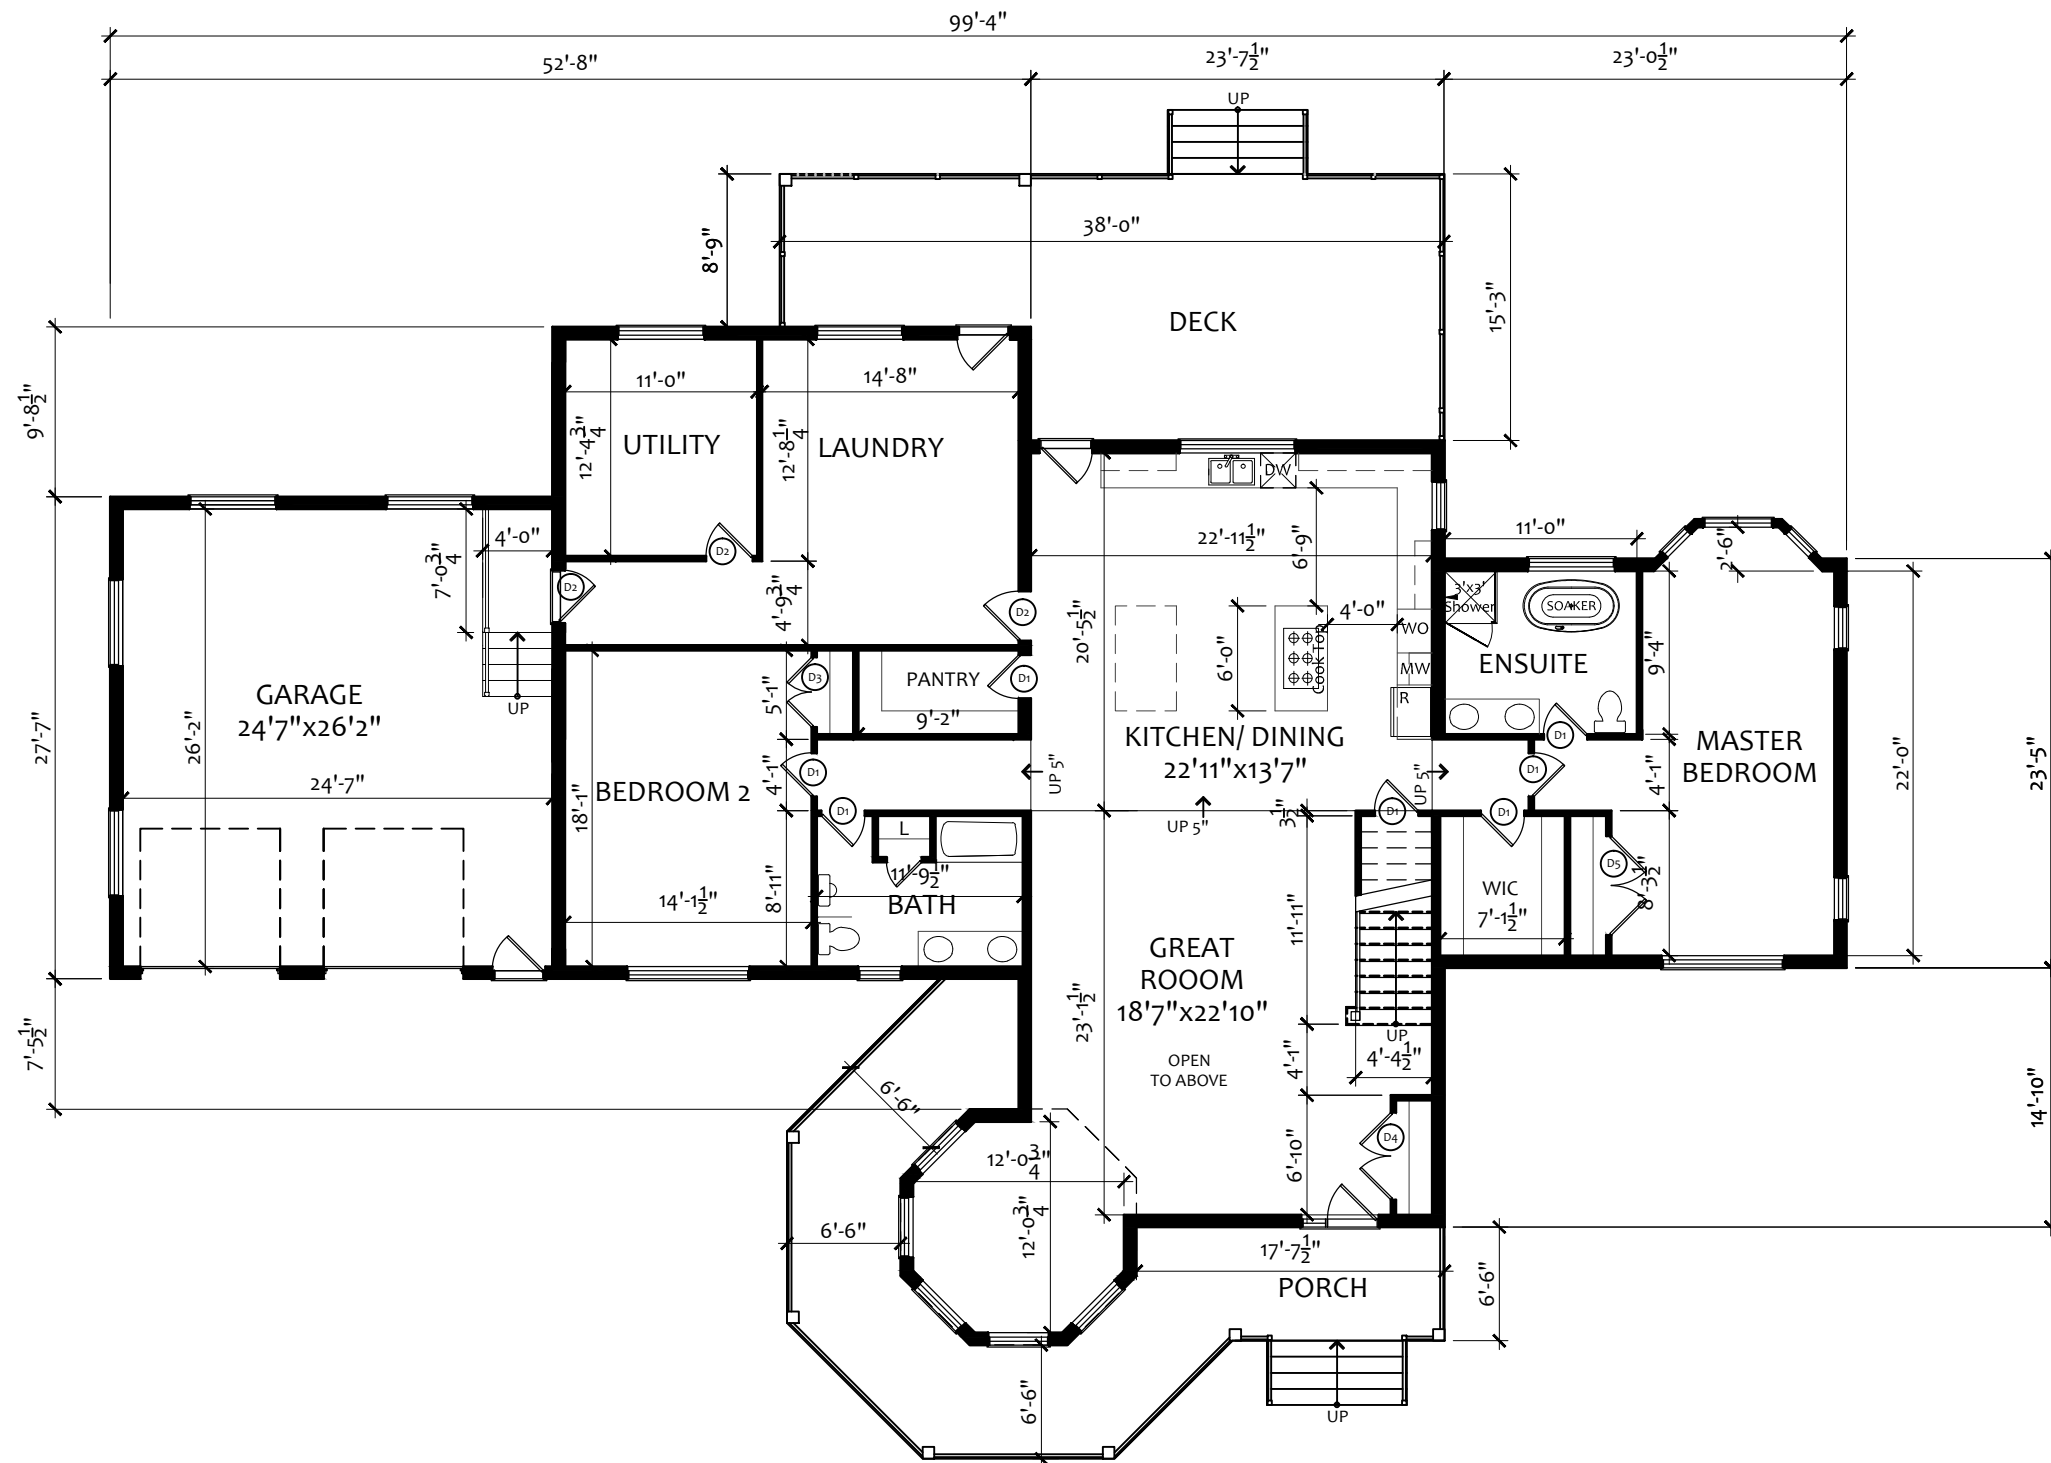 99'-4"
52'-8"
23'-7½"
23'-0½"
UP
8'-9"
38'-0"
15'-3"
DECK
9'-8½"
11'-0"
14'-8"
12'-4¾"
UTILITY
12'-8¼"
LAUNDRY
DW
4'-0"
7'-0¾"
22'-11½"
6'-9"
11'-0"
2'-6"
D2
D2
4'-9¾"
D2
20'-5½"
6'-0"
4'-0"
Cook Top
WO
MW
R
3'x3'
Shower
SOAKER
ENSUITE
9'-4"
27'-7"
GARAGE
24'7"x26'2"
26'-2"
24'-7"
UP
5'-1"
D3
PANTRY
9'-2"
D1
KITCHEN/ DINING
22'11"x13'7"
D1
MASTER
BEDROOM
22'-0"
23'-5"
BEDROOM 2
18'-1"
4'-1"
D1
UP 5"
UP 5"
D1
4'-1"
D1
UP 5"
3½"
D1
D1
L
11'-9½"
BATH
14'-1½"
8'-11"
D5
8'-3½"
WIC
7'-1½"
11'-11"
GREAT
ROOOM
18'7"x22'10"
23'-1½"
OPEN
TO ABOVE
UP
4'-4½"
4'-1"
7'-5½"
14'-10"
6'-6"
12'-0¾"
6'-10"
D4
12'-0¾"
6'-6"
17'-7½"
PORCH
6'-6"
6'-6"
UP